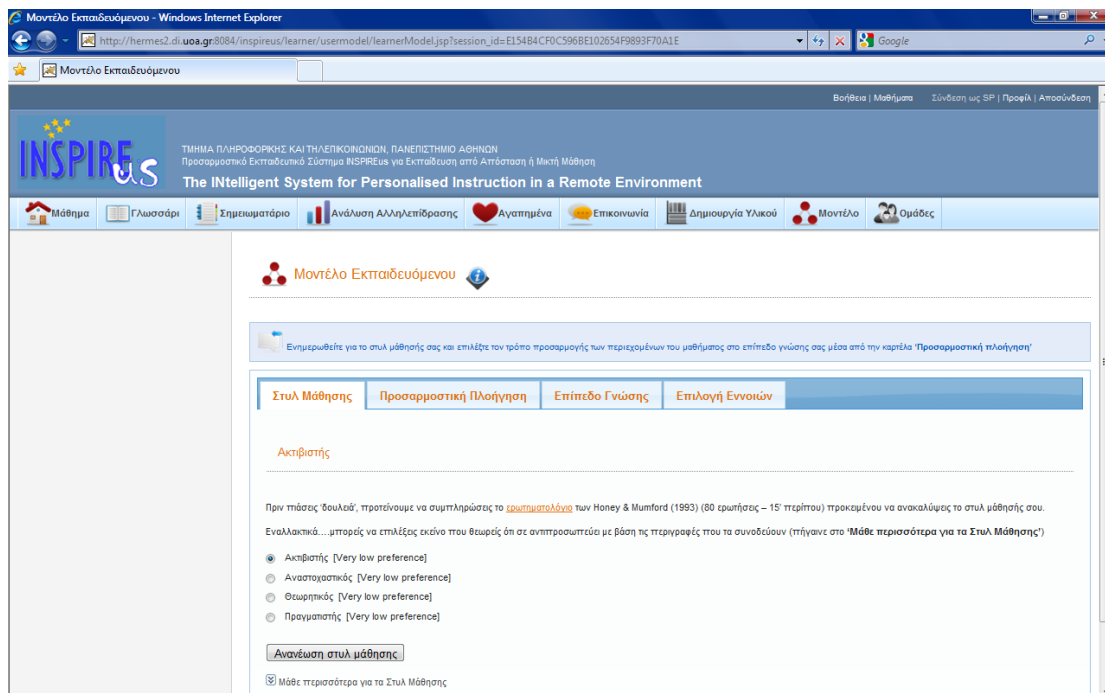 Μοντέλο Εκπαιδευόμενου - Windows Internet Explorer
http://hermes2.di.uoa.gr:8084/inspireus/learner/usermodel/learnerModel.jsp?session_id=E154B4CF0C596BE102654F9893F70A1E
Google
Μοντέλο Εκπαιδευόμενου
Βοήθεια | Μαθήματα Σύνδεση ως SP | Προφίλ | Αποσύνδεση
INSPIREus
ΤΜΗΜΑ ΠΛΗΡΟΦΟΡΙΚΗΣ ΚΑΙ ΤΗΛΕΠΙΚΟΙΝΩΝΙΩΝ, ΠΑΝΕΠΙΣΤΗΜΙΟ ΑΘΗΝΩΝ
Προσαρμοστικό Εκπαιδευτικό Σύστημα INSPIREus για Εκπαίδευση από Απόσταση ή Μικτή Μάθηση
The INtelligent System for Personalised Instruction in a Remote Environment
Μάθημα Γλωσσάρι Σημειωματάριο Ανάλυση Αλληλεπίδρασης Αγαπημένα Επικοινωνία Δημιουργία Υλικού Μοντέλο Ομάδες
Μοντέλο Εκπαιδευόμενου
Ενημερωθείτε για το στυλ μάθησής σας και επιλέξτε τον τρόπο προσαρμογής των περιεχομένων του μαθήματος στο επίπεδο γνώσης σας μέσα από την καρτέλα 'Προσαρμοστική πλοήγηση'
Στυλ Μάθησης Προσαρμοστική Πλοήγηση Επίπεδο Γνώσης Επιλογή Εννοιών
Ακτιβιστής
Πριν πιάσεις 'δουλειά', προτείνουμε να συμπληρώσεις το ερωτηματολόγιο των Honey & Mumford (1993) (80 ερωτήσεις – 15' περίπου) προκειμένου να ανακαλύψεις το στυλ μάθησής σου.
Εναλλακτικά....μπορείς να επιλέξεις εκείνο που θεωρείς ότι σε αντιπροσωπεύει με βάση τις περιγραφές που τα συνοδεύουν (πήγαινε στο 'Μάθε περισσότερα για τα Στυλ Μάθησης')
Ακτιβιστής [Very low preference]
Αναστοχαστικός [Very low preference]
Θεωρητικός [Very low preference]
Πραγματιστής [Very low preference]
Ανανέωση στυλ μάθησης
Μάθε περισσότερα για τα Στυλ Μάθησης